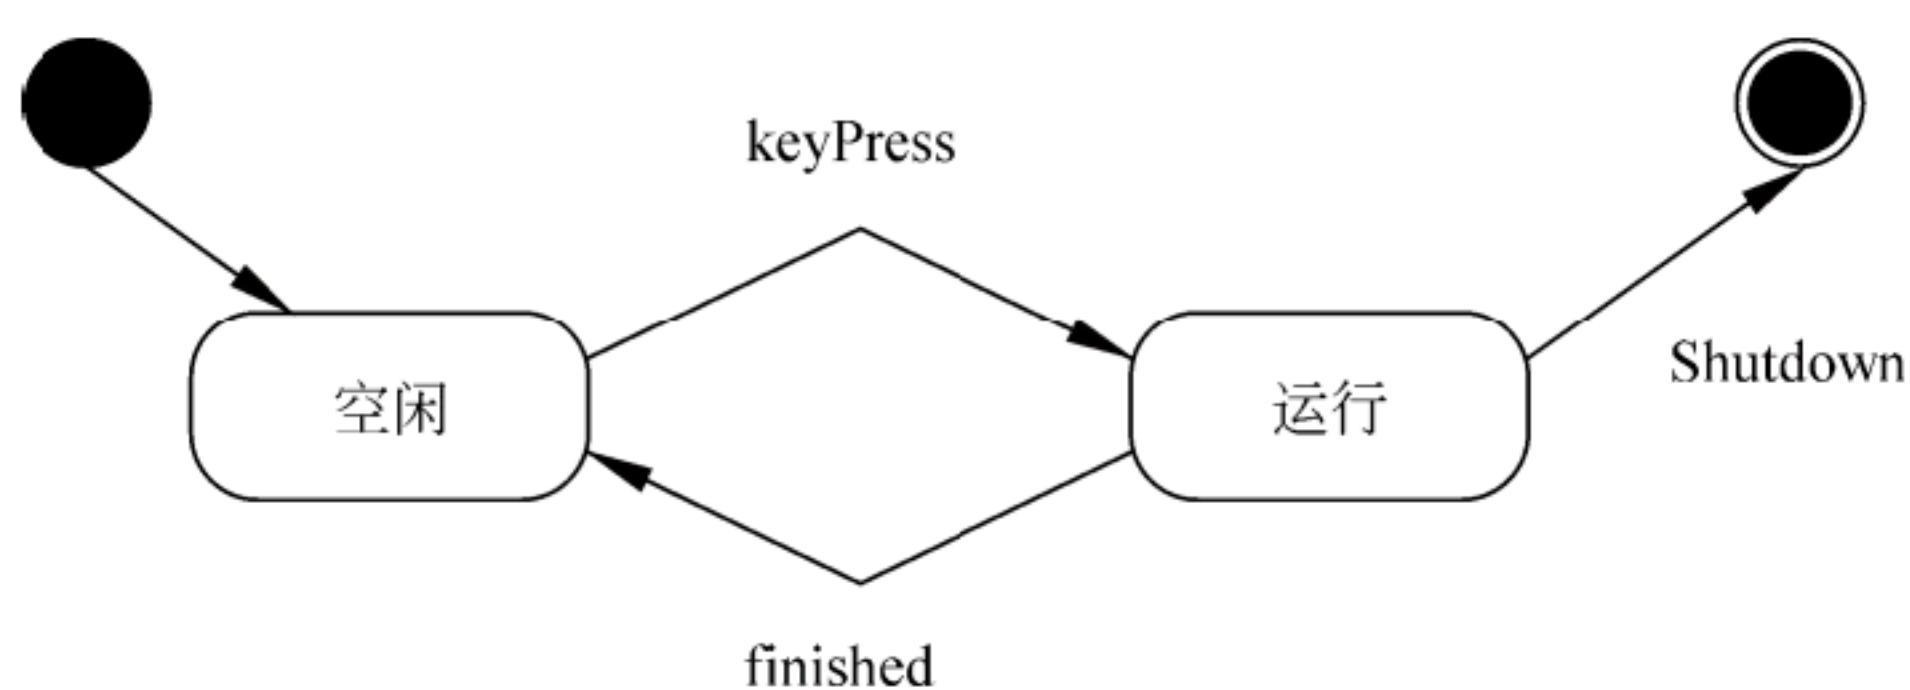 keyPress
空闲
运行
Shutdown
finished